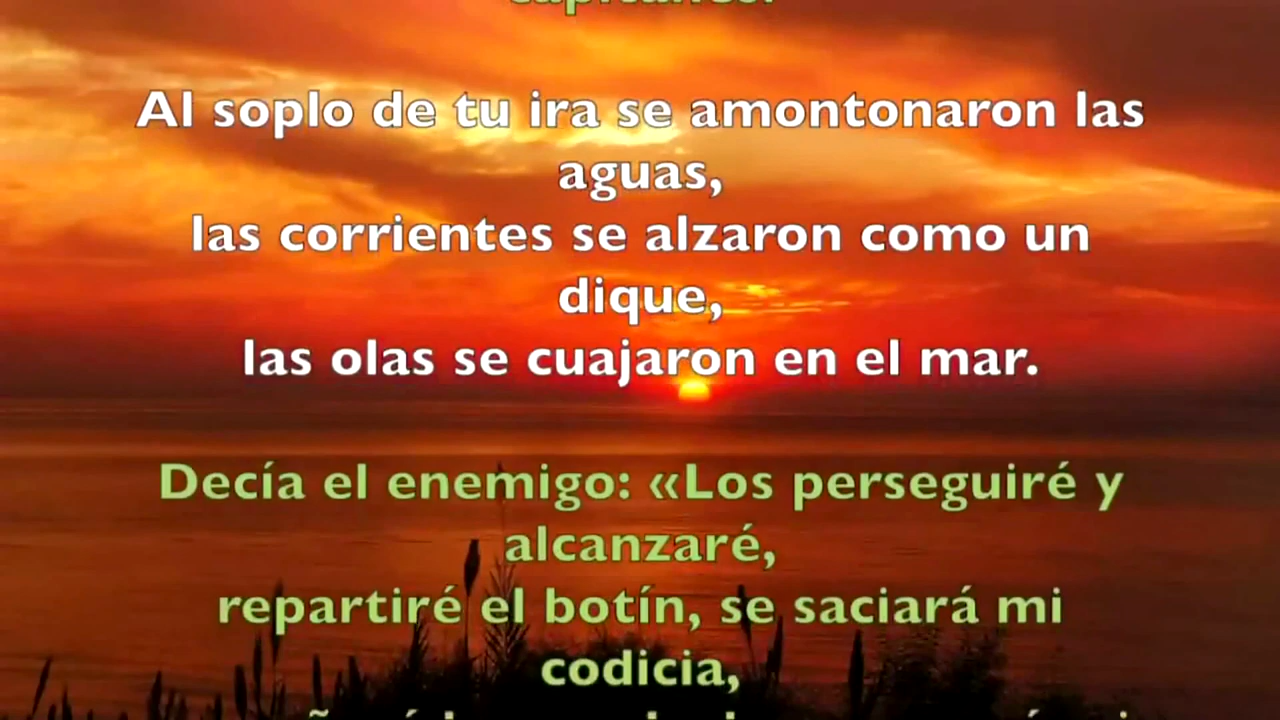 Al soplo de tu ira se amontonaron las
aguas,
las corrientes se alzaron como un
dique,
las olas se cuajaron en el mar.
Decía el enemigo: «Los perseguiré y
alcanzaré,
repartiré el botín, se saciará mi
codicia,